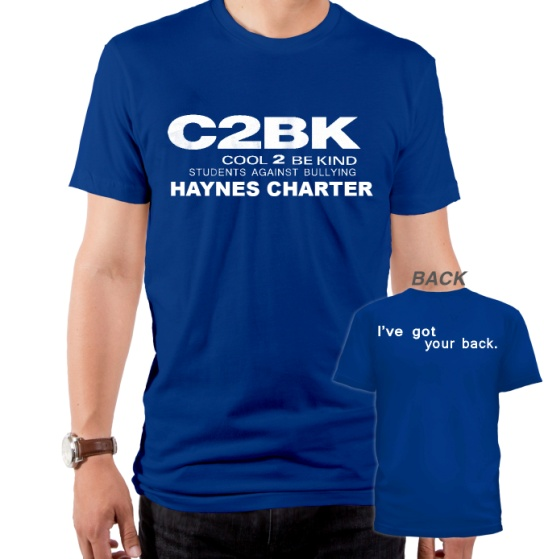 C2BK
COOL 2 BE KIND
STUDENTS AGAINST BULLYING
HAYNES CHARTER
BACK
I've got
your back.